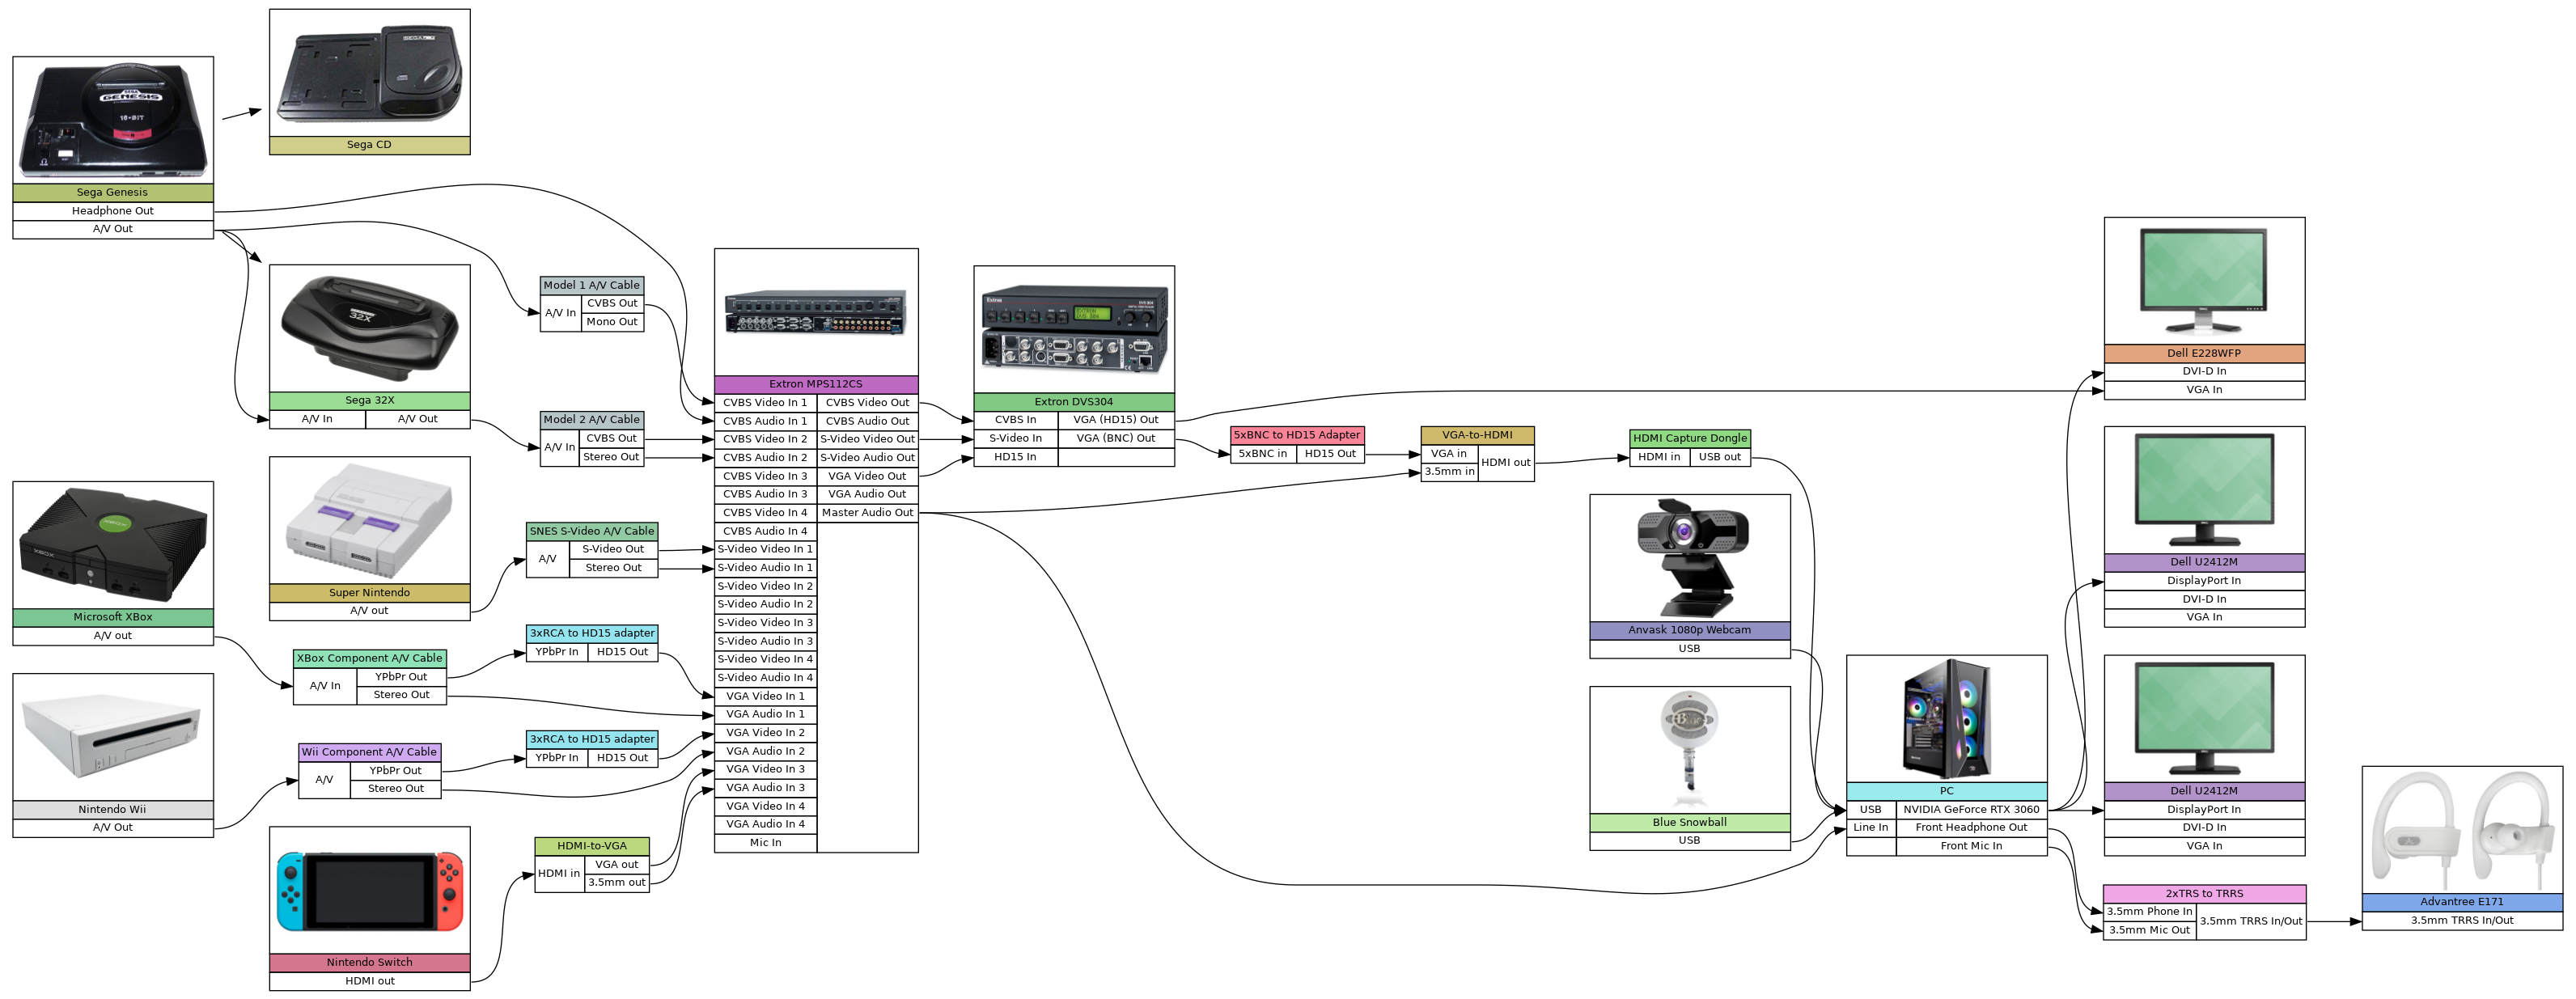 Sega CD
SEGA
GENESIS
16-BIT
Sega Genesis
Headphone Out
A/V Out
32X
Sega 32X
A/V In
A/V Out
Super Nintendo
A/V out
XBOX
Microsoft XBox
A/V out
Nintendo Wii
A/V Out
Nintendo Switch
HDMI out
XBox Component A/V Cable
A/V In
YPbPr Out
Stereo Out
Wii Component A/V Cable
A/V
YPbPr Out
Stereo Out
Model 1 A/V Cable
A/V In
CVBS Out
Mono Out
Model 2 A/V Cable
A/V In
CVBS Out
Stereo Out
SNES S-Video A/V Cable
A/V
S-Video Out
Stereo Out
3xRCA to HD15 adapter
YPbPr In
HD15 Out
3xRCA to HD15 adapter
YPbPr In
HD15 Out
HDMI-to-VGA
HDMI in
VGA out
3.5mm out
Extron MPS112CS
CVBS Video In 1
CVBS Video Out
CVBS Audio In 1
CVBS Audio Out
CVBS Video In 2
S-Video Video Out
CVBS Audio In 2
S-Video Audio Out
CVBS Video In 3
VGA Video Out
CVBS Audio In 3
VGA Audio Out
CVBS Video In 4
Master Audio Out
CVBS Audio In 4
S-Video Video In 1
S-Video Audio In 1
S-Video Video In 2
S-Video Audio In 2
S-Video Video In 3
S-Video Audio In 3
S-Video Video In 4
S-Video Audio In 4
VGA Video In 1
VGA Audio In 1
VGA Video In 2
VGA Audio In 2
VGA Video In 3
VGA Audio In 3
VGA Video In 4
VGA Audio In 4
Mic In
Extron
EXTRON
DVS 304
Extron DVS304
CVBS In
VGA (HD15) Out
S-Video In
VGA (BNC) Out
HD15 In
5xBNC to HD15 Adapter
5xBNC in
HD15 Out
VGA-to-HDMI
VGA in
3.5mm in
HDMI out
HDMI Capture Dongle
HDMI in
USB out
Anvask 1080p Webcam
USB
Blue
Blue Snowball
USB
PC
USB
NVIDIA GeForce RTX 3060
Line In
Front Headphone Out
Front Mic In
Dell E228WFP
DVI-D In
VGA In
Dell U2412M
DisplayPort In
DVI-D In
VGA In
Dell U2412M
DisplayPort In
DVI-D In
VGA In
2xTRS to TRRS
3.5mm Phone In
3.5mm Mic Out
3.5mm TRRS In/Out
Advantree E171
3.5mm TRRS In/Out